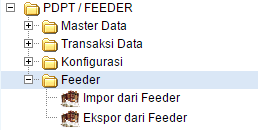 PDPT / FEEDER
Master Data
Transaksi Data
Konfigurasi
Feeder
Impor dari Feeder
Ekspor dari Feeder